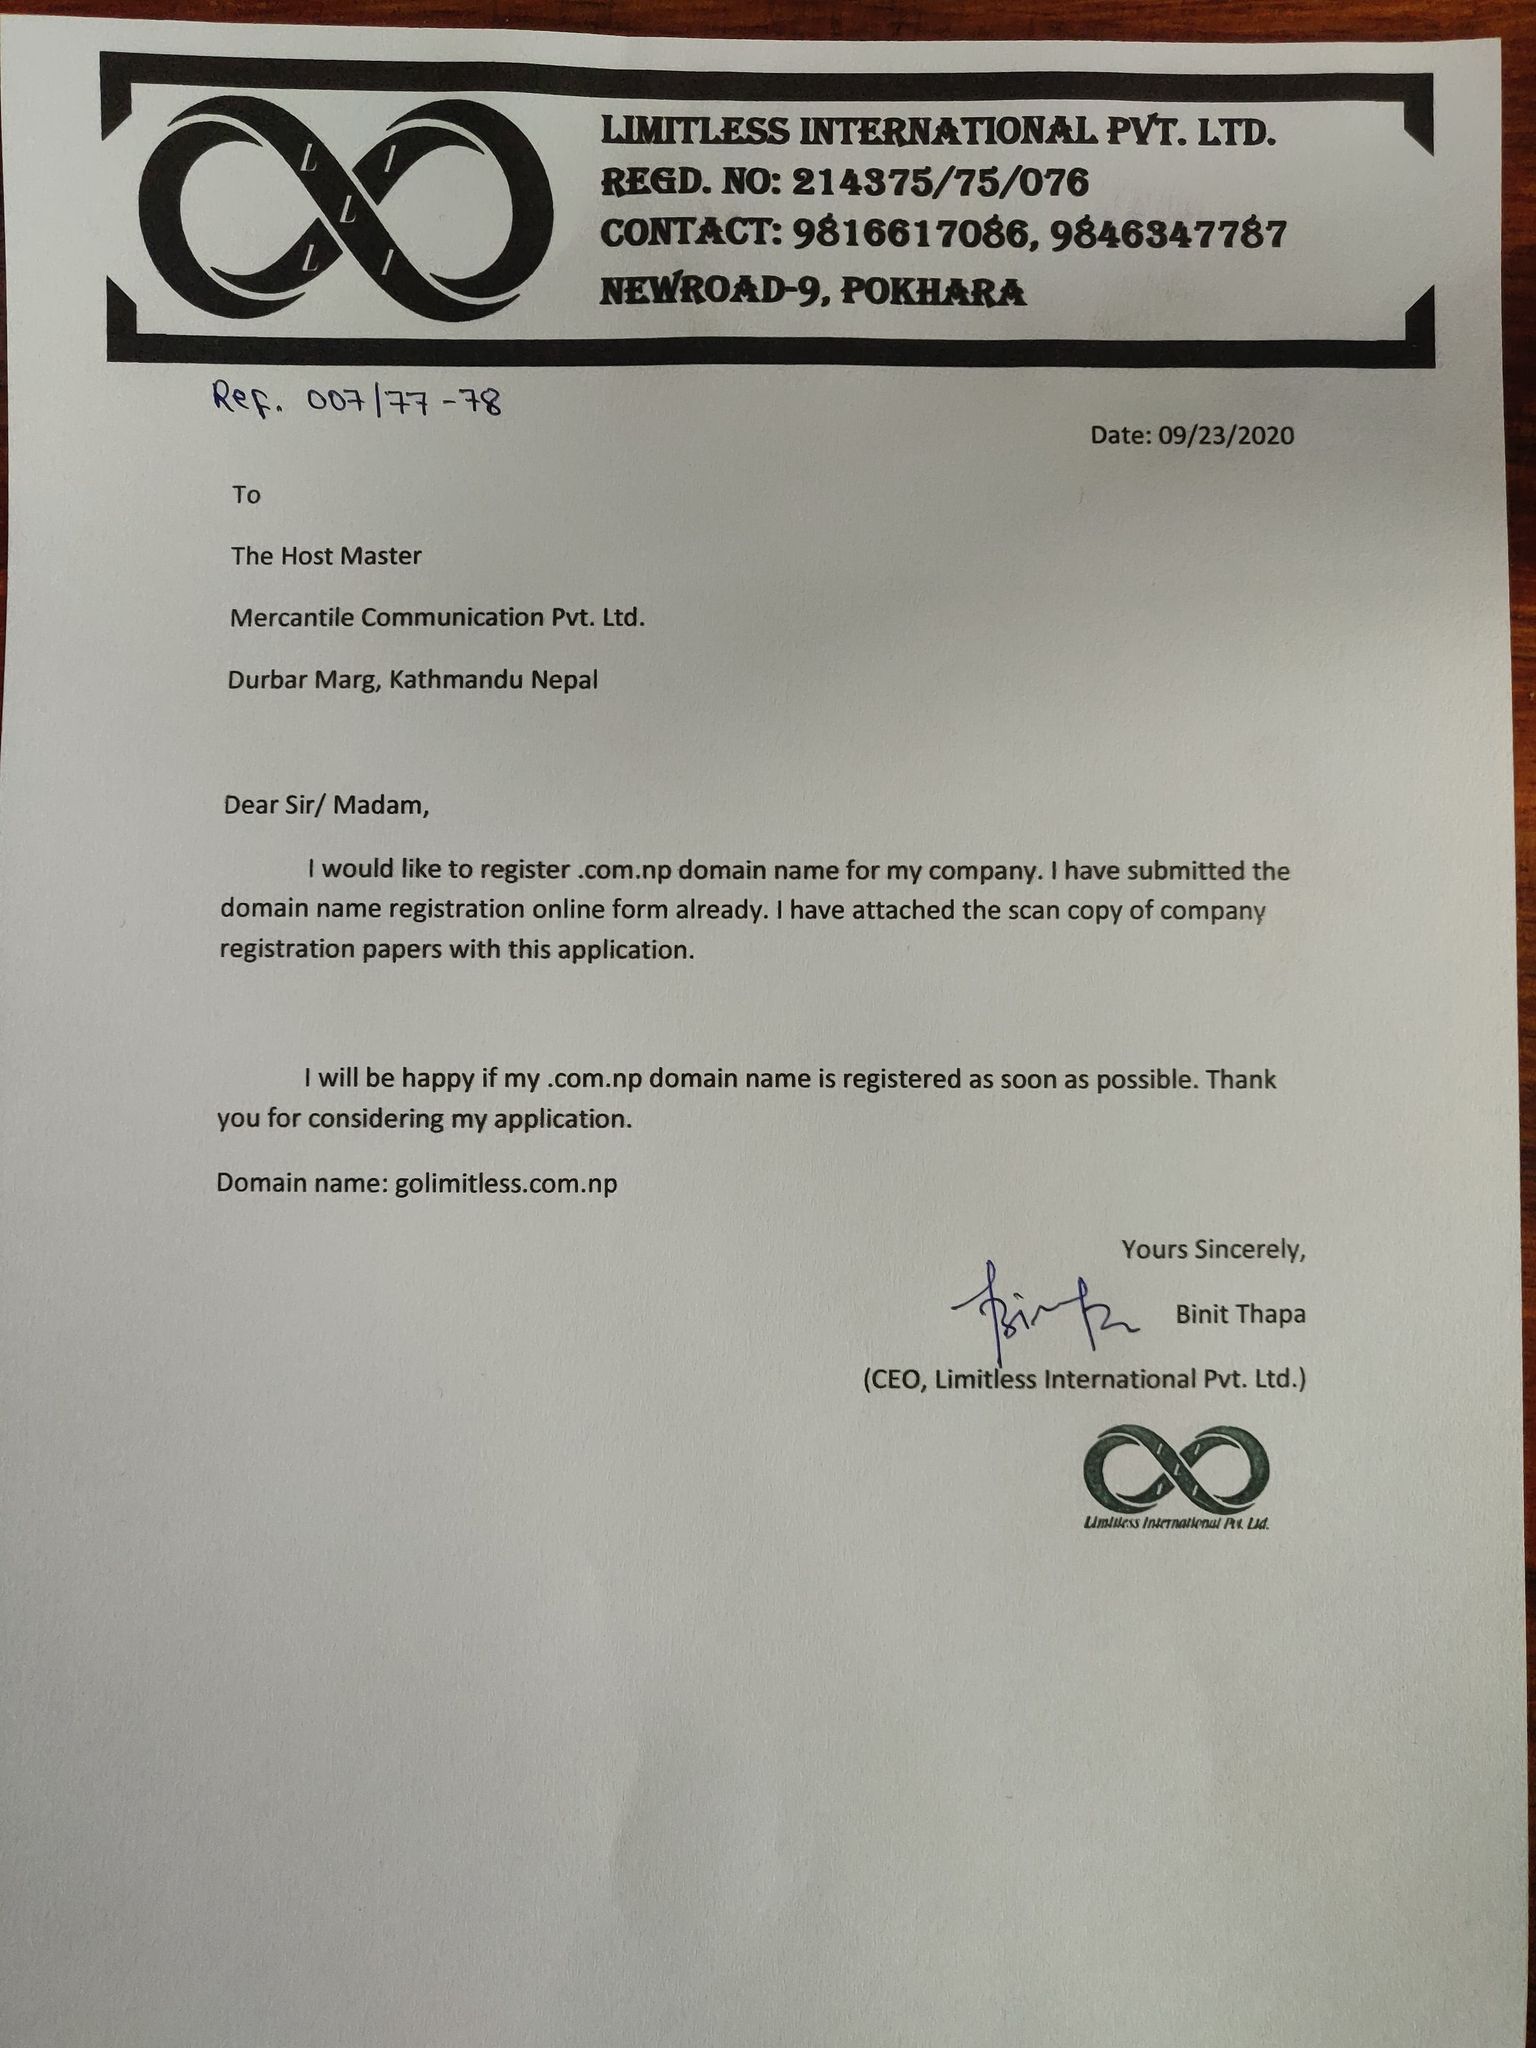 LIMITLESS INTERNATIONAL PVT. LTD.
REGD. NO: 214375/75/076
CONTACT: 9816617086, 9846347787
NEWROAD-9, POKHARA
L I
L
L I
Ref. 007/77-78
Date: 09/23/2020
To
The Host Master
Mercantile Communication Pvt. Ltd.
Durbar Marg, Kathmandu Nepal
Dear Sir/ Madam,
I would like to register .com.np domain name for my company. I have submitted the
domain name registration online form already. I have attached the scan copy of company
registration papers with this application.
I will be happy if my .com.np domain name is registered as soon as possible. Thank
you for considering my application.
Domain name: golimitless.com.np
Yours Sincerely,
Binit Thapa
(CEO, Limitless International Pvt. Ltd.)
Limitless International Pvt. Ltd.